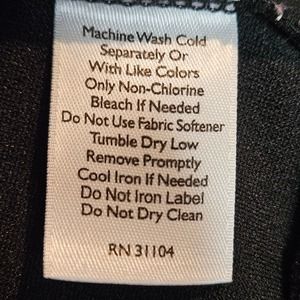 Machine Wash Cold
Separately Or
With Like Colors
Only Non-Chlorine
Bleach If Needed
Do Not Use Fabric Softener
Tumble Dry Low
Remove Promptly
Cool Iron If Needed
Do Not Iron Label
Do Not Dry Clean
RN 31104